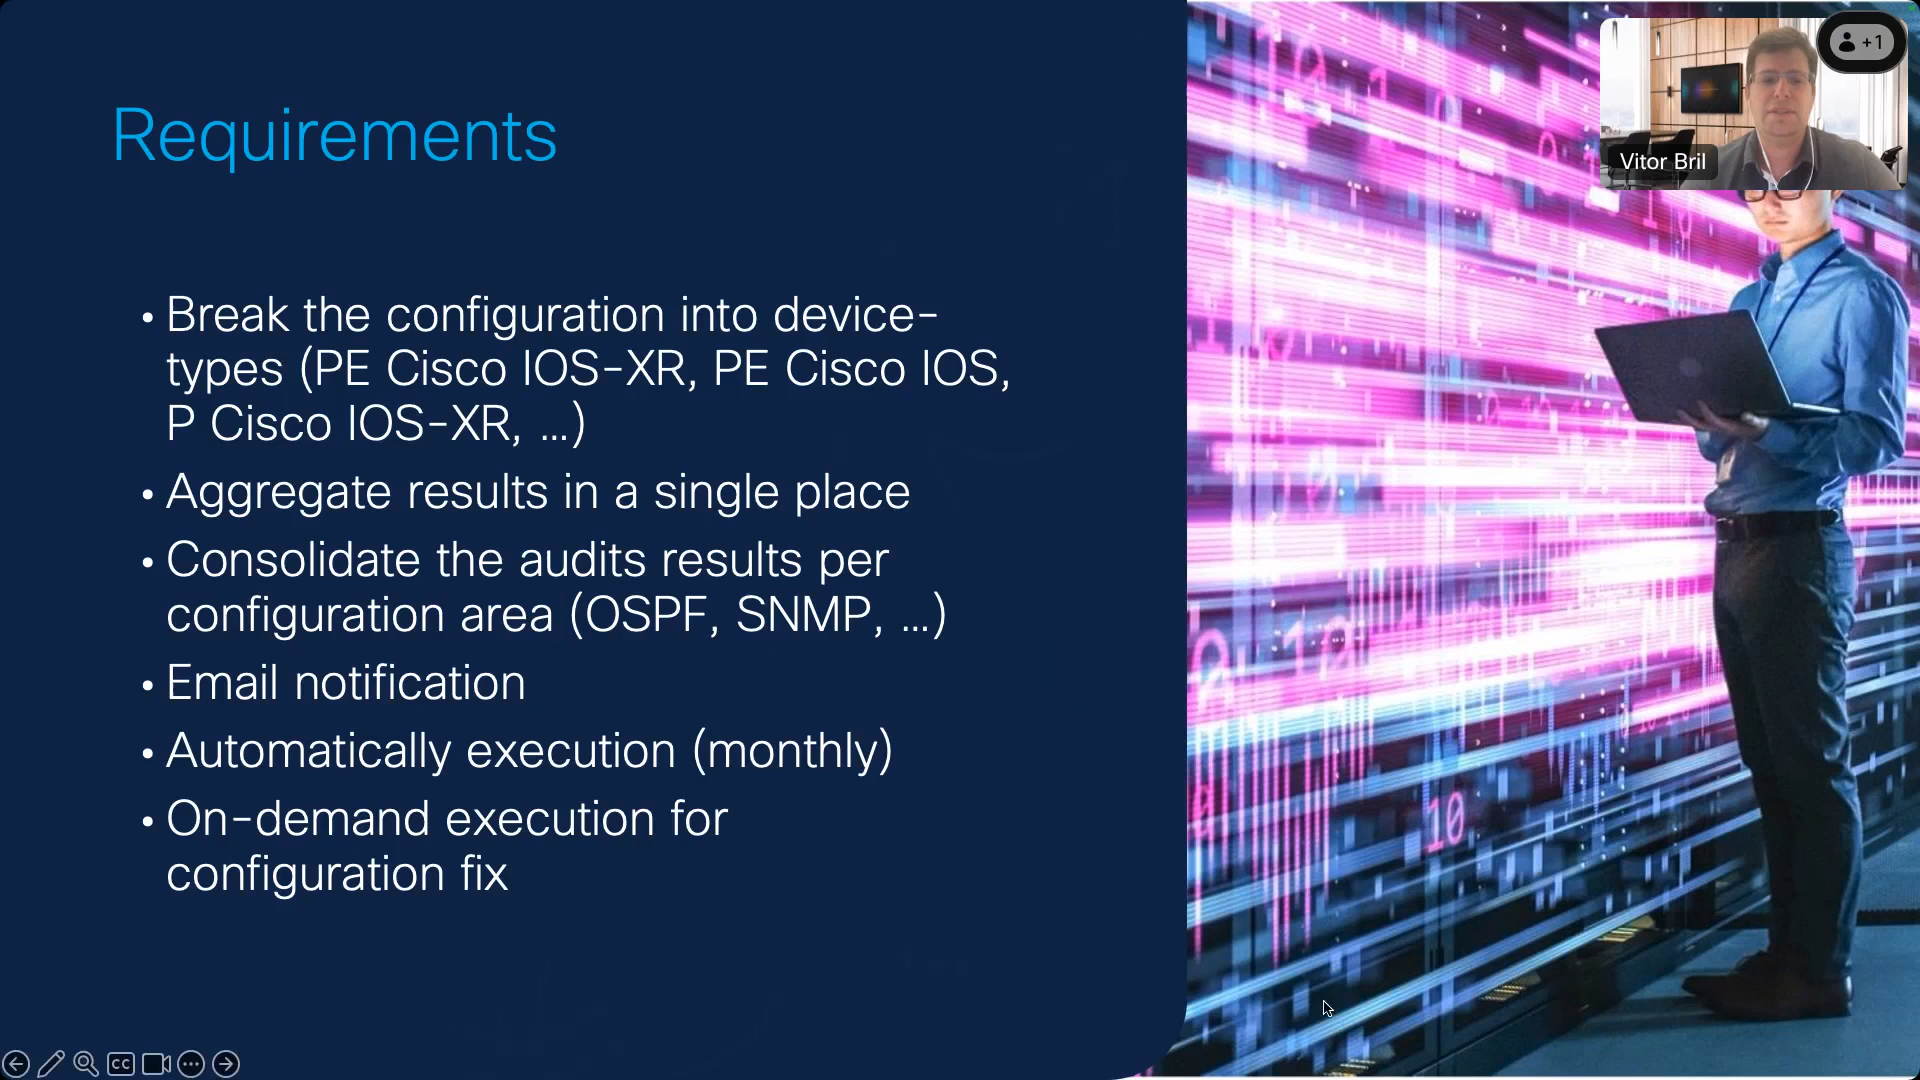 Requirements
• Break the configuration into device-
types (PE Cisco IOS-XR, PE Cisco IOS,
P Cisco IOS-XR, ...)
• Aggregate results in a single place
• Consolidate the audits results per
configuration area (OSPF, SNMP, ...)
• Email notification
• Automatically execution (monthly)
• On-demand execution for
configuration fix
+1
Vitor Bril
10
CC